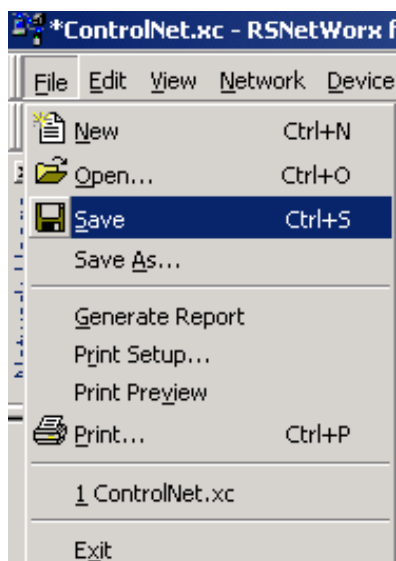 *ControlNet.xc - RSNetWorx f
File Edit View Network Device
New Ctrl+N
Open... Ctrl+O
Save Ctrl+S
Save As...
Generate Report
Print Setup...
Print Preview
Print... Ctrl+P
1 ControlNet.xc
Exit